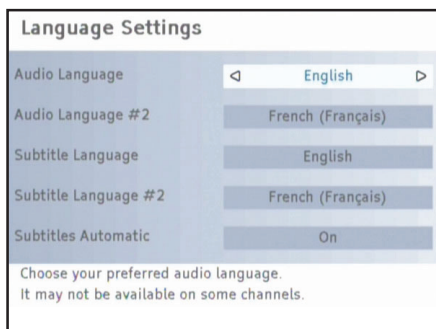 Language Settings
Audio Language English
Audio Language #2 French (Français)
Subtitle Language English
Subtitle Language #2 French (Français)
Subtitles Automatic On
Choose your preferred audio language.
It may not be available on some channels.